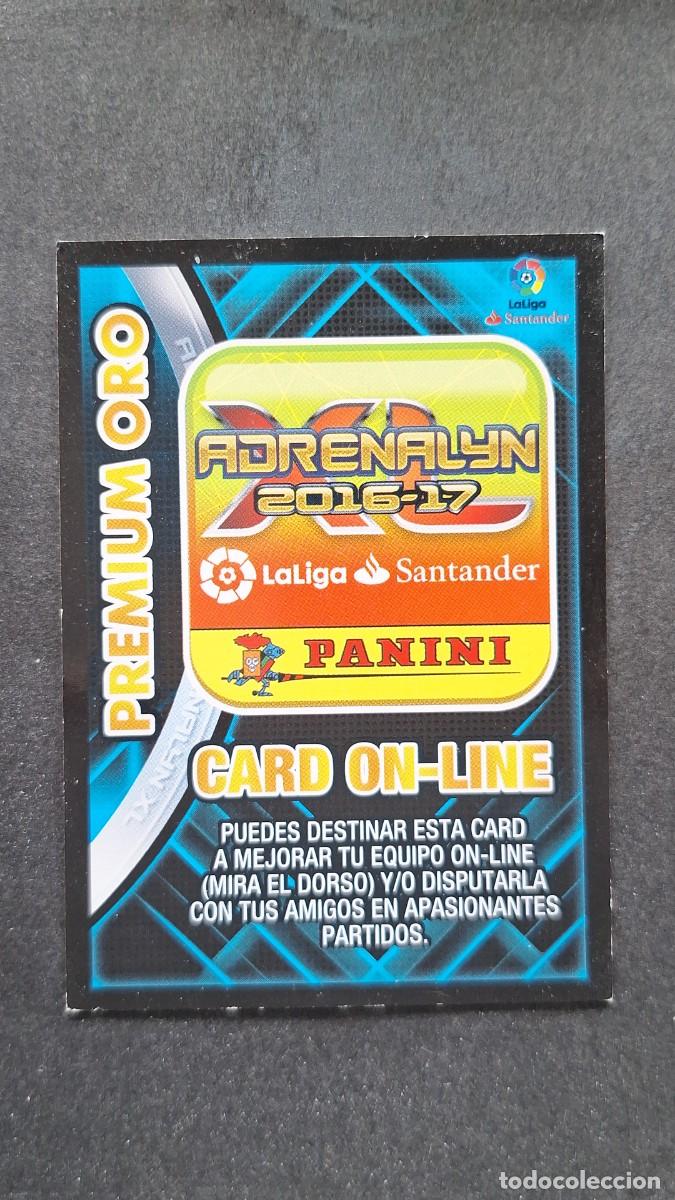 LaLiga
Santander
PREMIUM ORO
XL
ADRENALYN
2016-17
LaLiga Santander
PANINI
CARD ON-LINE
PUEDES DESTINAR ESTA CARD
A MEJORAR TU EQUIPO ON-LINE
(MIRA EL DORSO) Y/O DISPUTARLA
CON TUS AMIGOS EN APASIONANTES
PARTIDOS.
todocoleccion